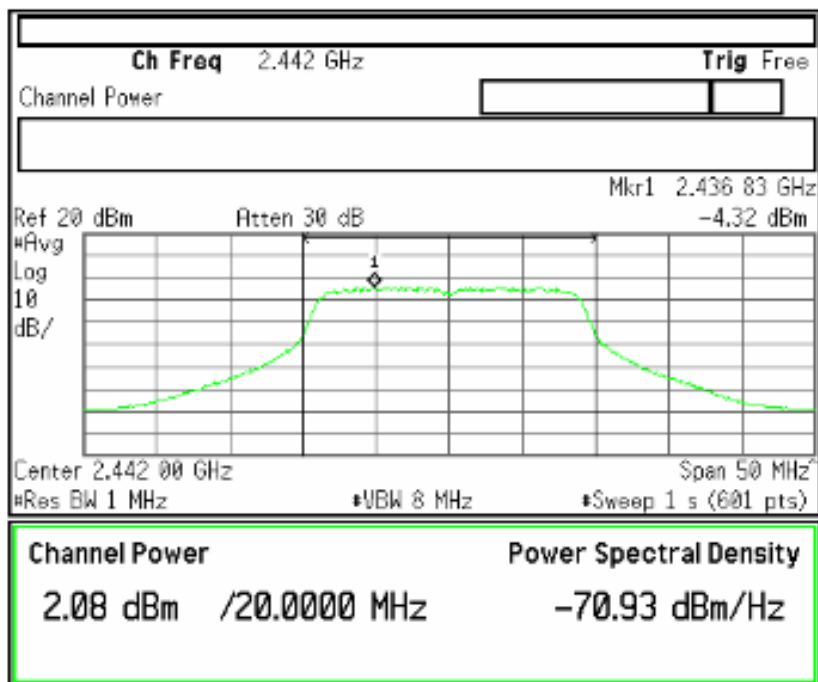 Ch Freq 2.442 GHz Trig Free
Channel Power
Mkr1 2.436 83 GHz
Ref 20 dBm Atten 30 dB -4.32 dBm
#Avg
Log
10
dB/
1
Center 2.442 00 GHz Span 50 MHz^
#Res BW 1 MHz #VBW 8 MHz #Sweep 1 s (601 pts)
Channel Power Power Spectral Density
2.08 dBm /20.0000 MHz -70.93 dBm/Hz